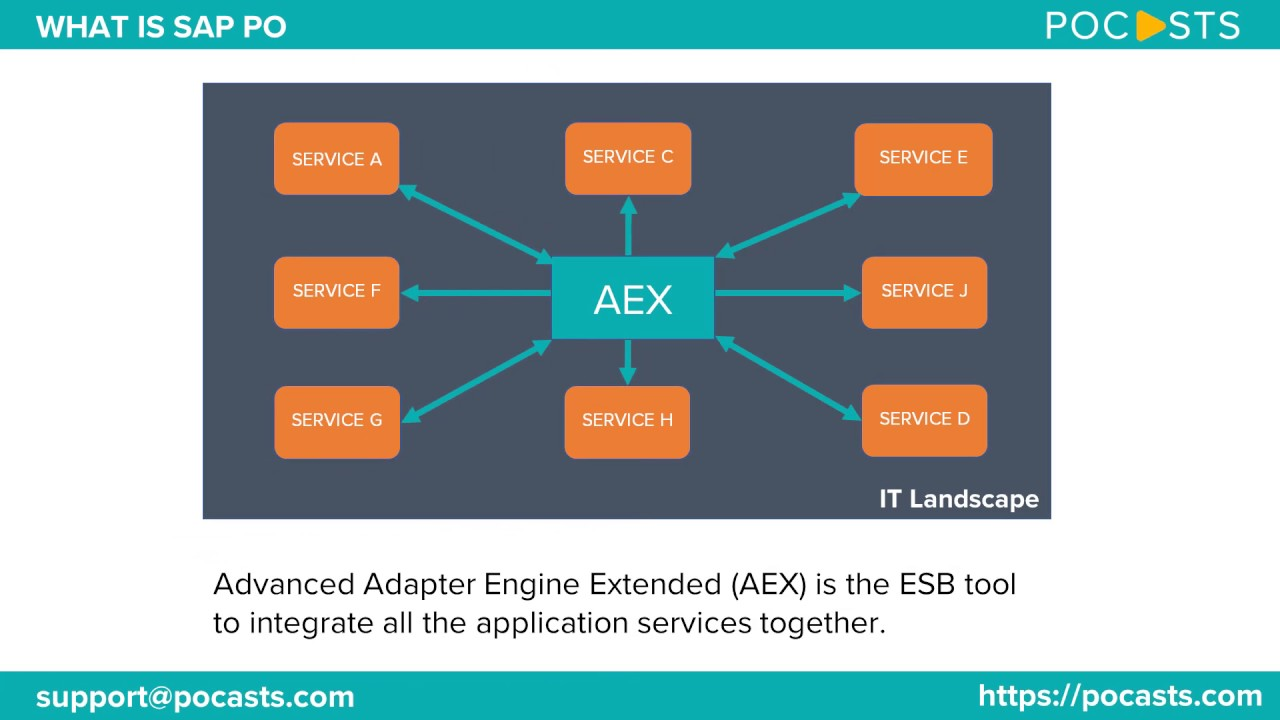 WHAT IS SAP PO
POCASTS
SERVICE A
SERVICE C
SERVICE E
SERVICE F
AEX
SERVICE J
SERVICE G
SERVICE H
SERVICE D
IT Landscape
Advanced Adapter Engine Extended (AEX) is the ESB tool
to integrate all the application services together.
support@pocasts.com
https://pocasts.com